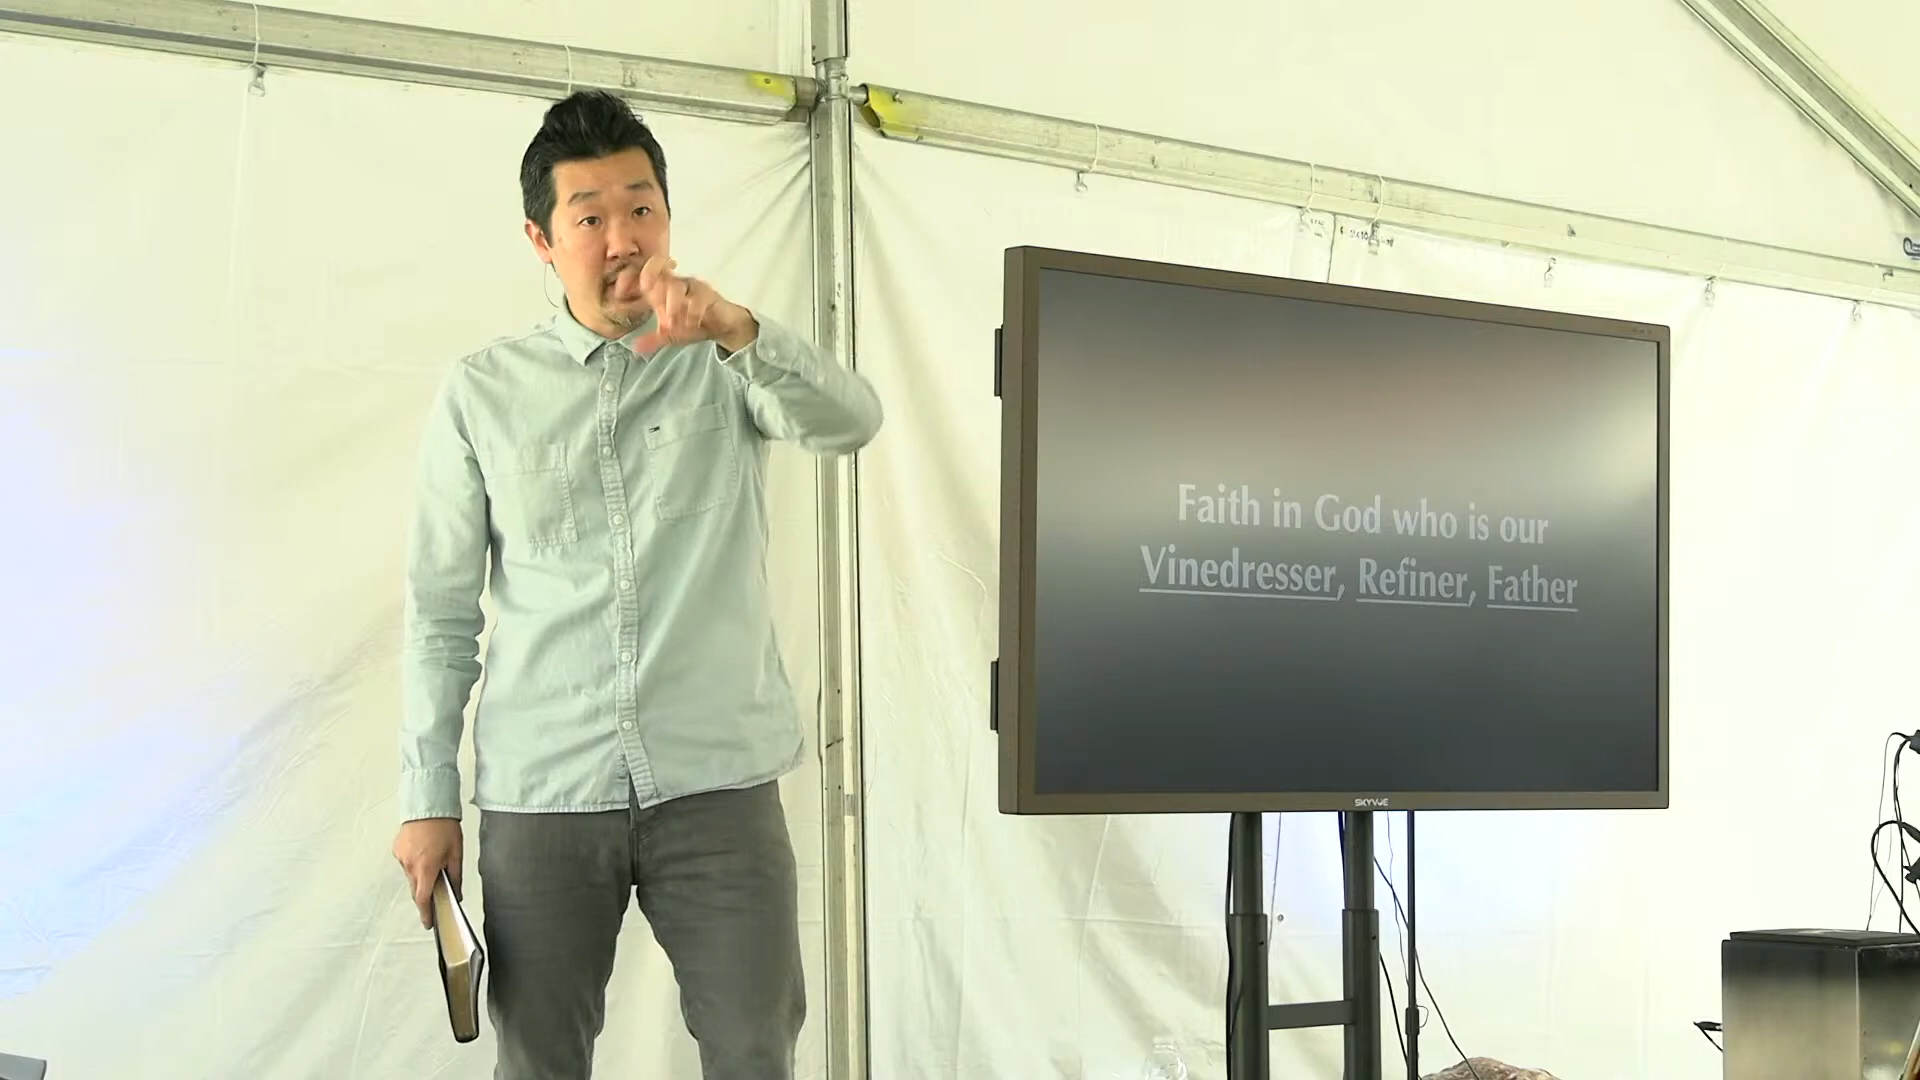 Faith in God who is our
Vinedresser, Refiner, Father
SKYVUE